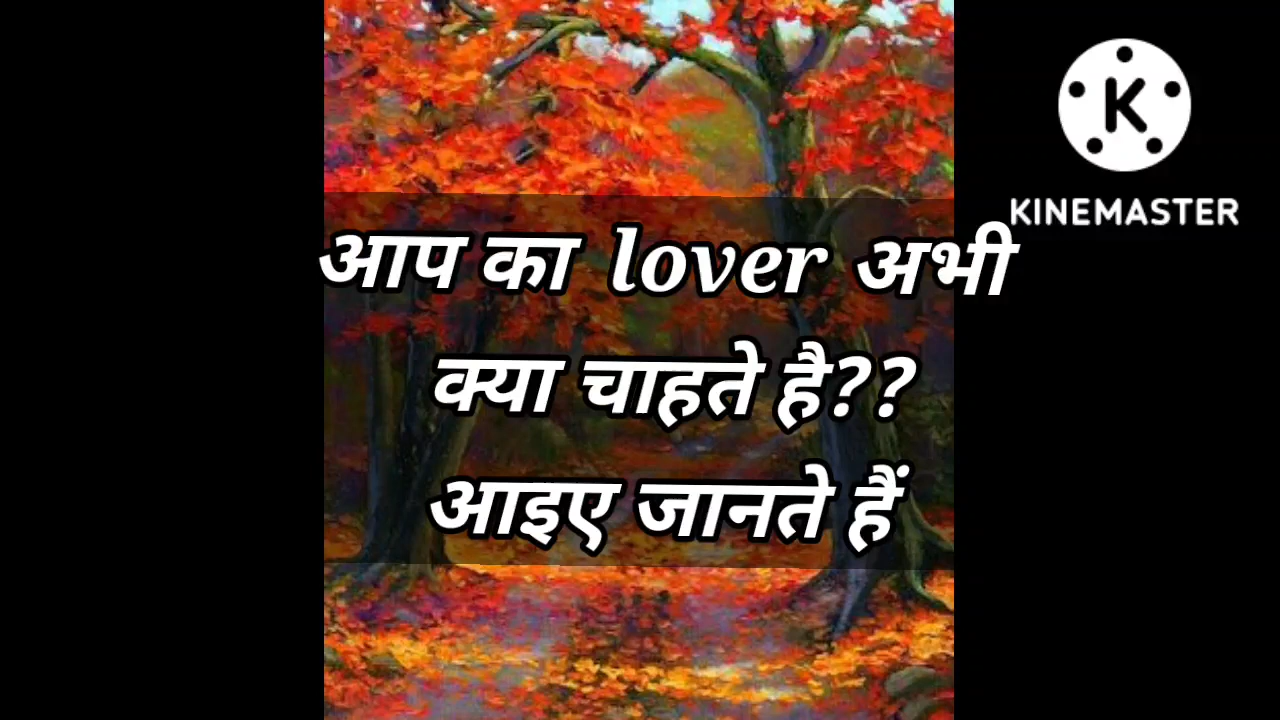 KINEMASTER
आप का lover अभी
क्या चाहते है??
आइए जानते हैं